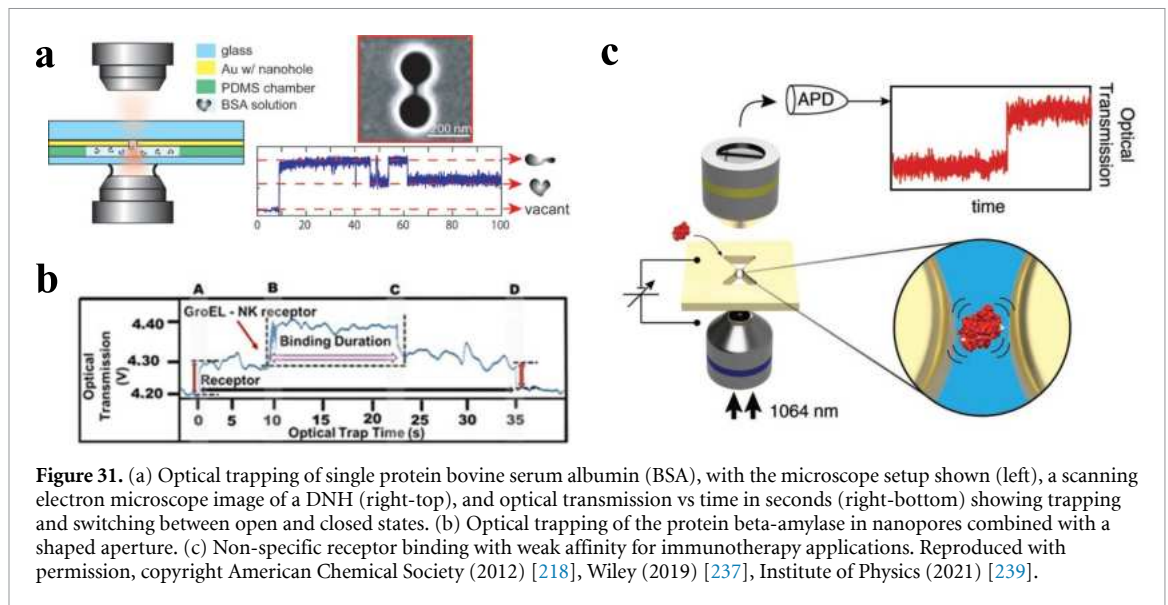 a
glass
Au w/ nanohole
PDMS chamber
BSA solution
200 nm
vacant
0 20 40 60 80 100
b
A B C D
GroEL - NK receptor
Optical
Transmission
(V)
4.40
4.30
4.20
Binding Duration
Receptor
0 5 10 15 20 25 30 35
Optical Trap Time (s)
c
APD
Optical
Transmission
time
1064 nm
Figure 31. (a) Optical trapping of single protein bovine serum albumin (BSA), with the microscope setup shown (left), a scanning
electron microscope image of a DNH (right-top), and optical transmission vs time in seconds (right-bottom) showing trapping
and switching between open and closed states. (b) Optical trapping of the protein beta-amylase in nanopores combined with a
shaped aperture. (c) Non-specific receptor binding with weak affinity for immunotherapy applications. Reproduced with
permission, copyright American Chemical Society (2012) [218], Wiley (2019) [237], Institute of Physics (2021) [239].